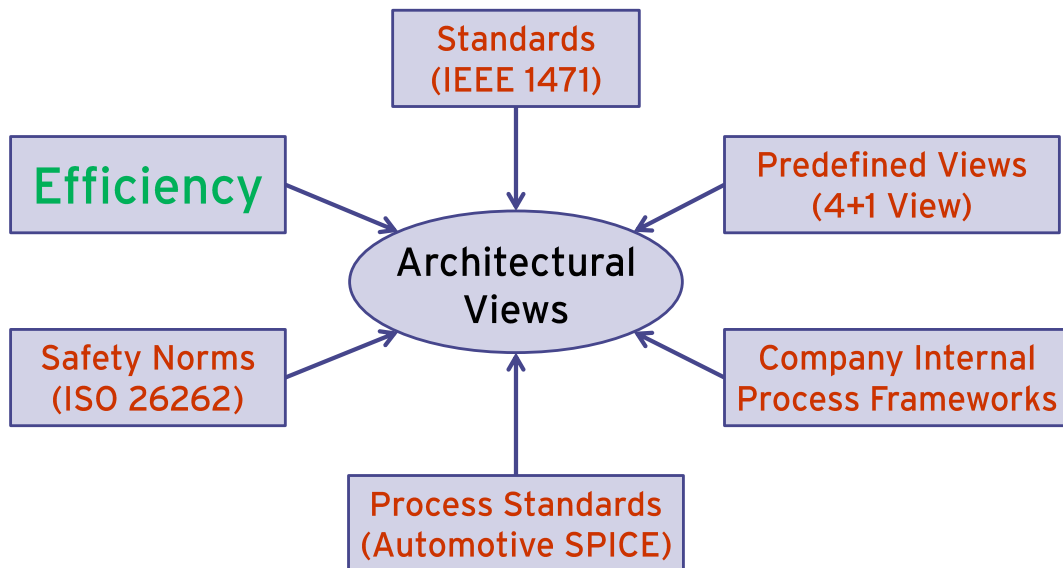 Standards
(IEEE 1471)
Efficiency
Predefined Views
(4+1 View)
Architectural
Views
Safety Norms
(ISO 26262)
Company Internal
Process Frameworks
Process Standards
(Automotive SPICE)